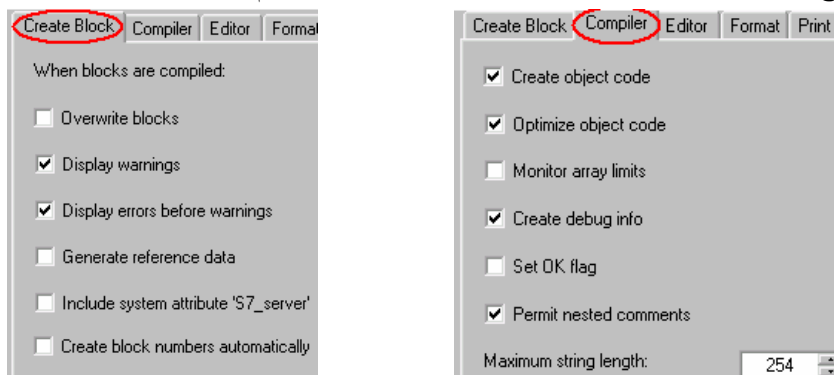 Create Block Compiler Editor
When blocks are compiled:
Overwrite blocks
Display warnings
Display errors before warnings
Generate reference data
Include system attribute 'S7_server'
Create block numbers automatically
Create Block Compiler Editor Format Print
Create object code
Optimize object code
Monitor array limits
Create debug info
Set OK flag
Permit nested comments
Maximum string length: 254